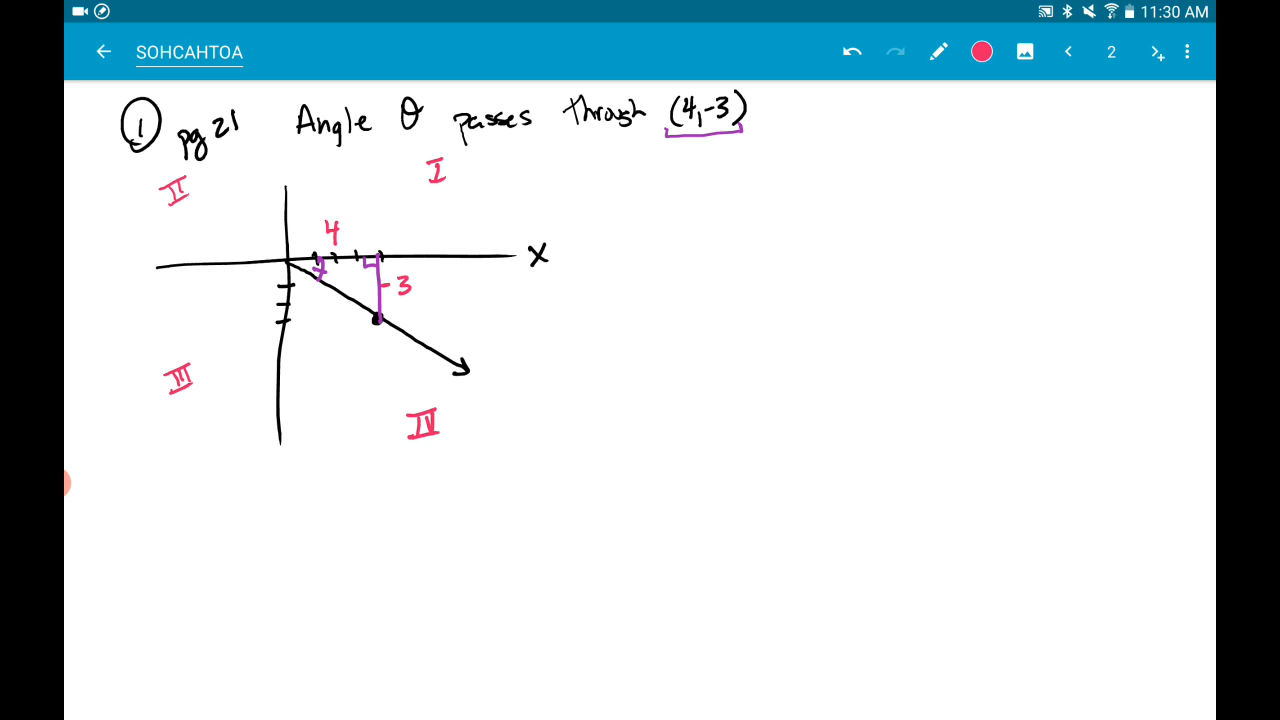 11:30 AM
SOHCAHTOA
2
1 pg 21 Angle θ passes through (4,-3)
I
II
4
X
-3
III
IV